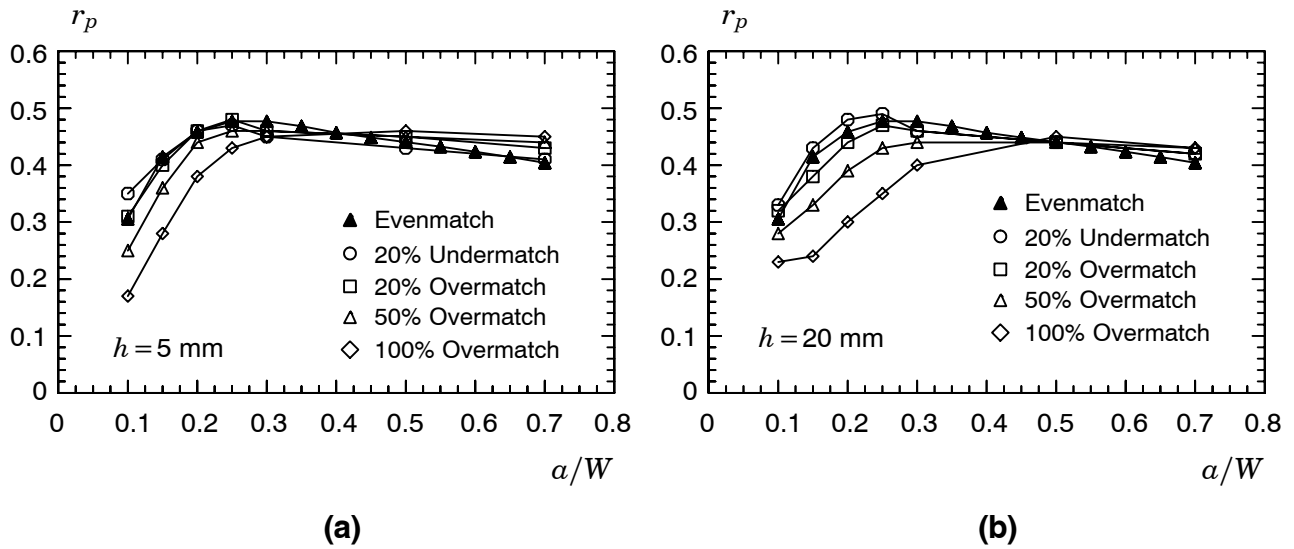 r_p
0.6
0.5
0.4
0.3
0.2
0.1
0
Evenmatch
20% Undermatch
20% Overmatch
50% Overmatch
100% Overmatch
h = 5 mm
0 0.1 0.2 0.3 0.4 0.5 0.6 0.7 0.8
a/W
(a)
r_p
0.6
0.5
0.4
0.3
0.2
0.1
0
Evenmatch
20% Undermatch
20% Overmatch
50% Overmatch
100% Overmatch
h = 20 mm
0 0.1 0.2 0.3 0.4 0.5 0.6 0.7 0.8
a/W
(b)